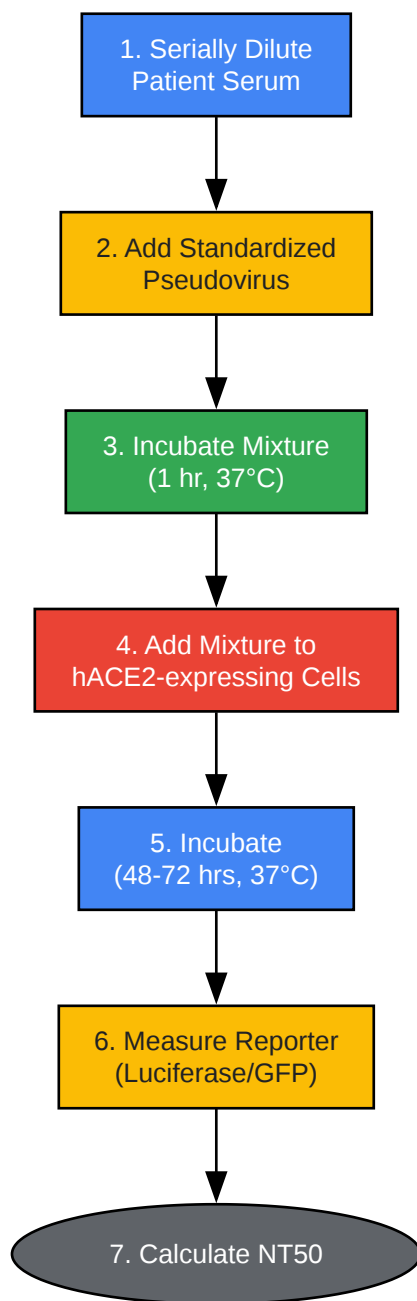 1. Serially Dilute
Patient Serum
2. Add Standardized
Pseudovirus
3. Incubate Mixture
(1 hr, 37°C)
4. Add Mixture to
hACE2-expressing Cells
5. Incubate
(48-72 hrs, 37°C)
6. Measure Reporter
(Luciferase/GFP)
7. Calculate NT50